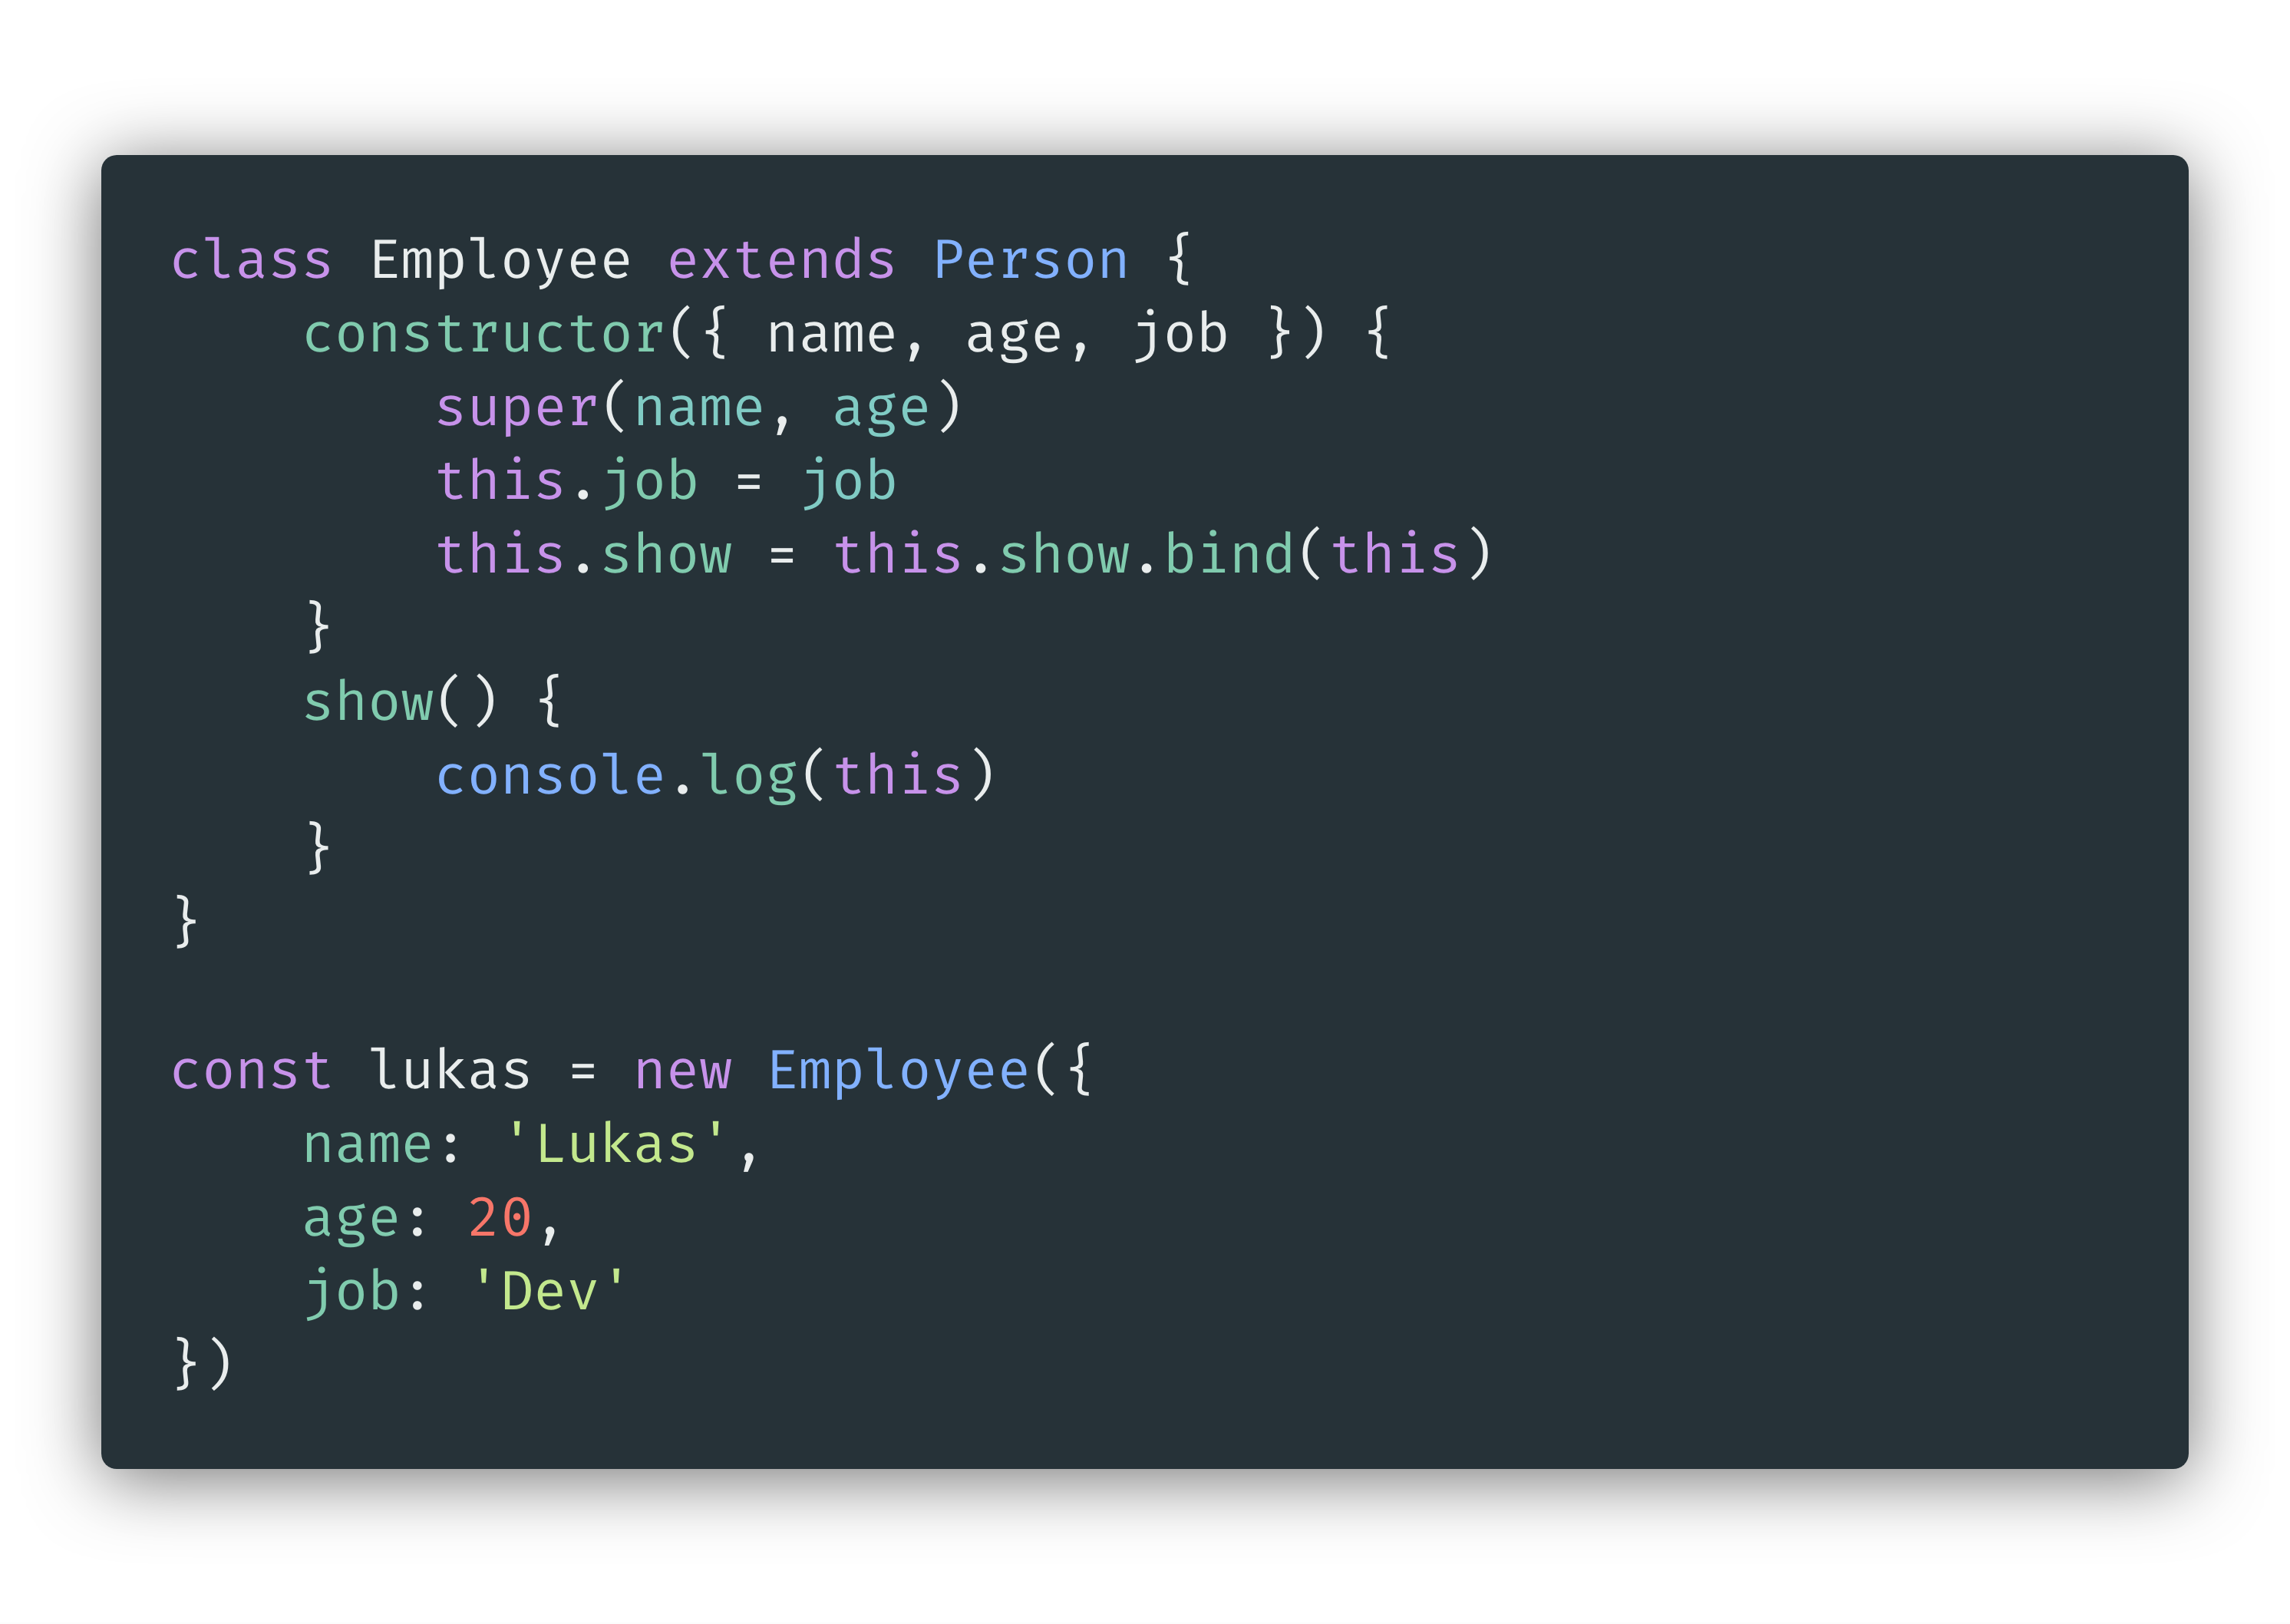 class Employee extends Person {
    constructor({ name, age, job }) {
        super(name, age)
        this.job = job
        this.show = this.show.bind(this)
    }
    show() {
        console.log(this)
    }
}

const lukas = new Employee({
    name: 'Lukas',
    age: 20,
    job: 'Dev'
})